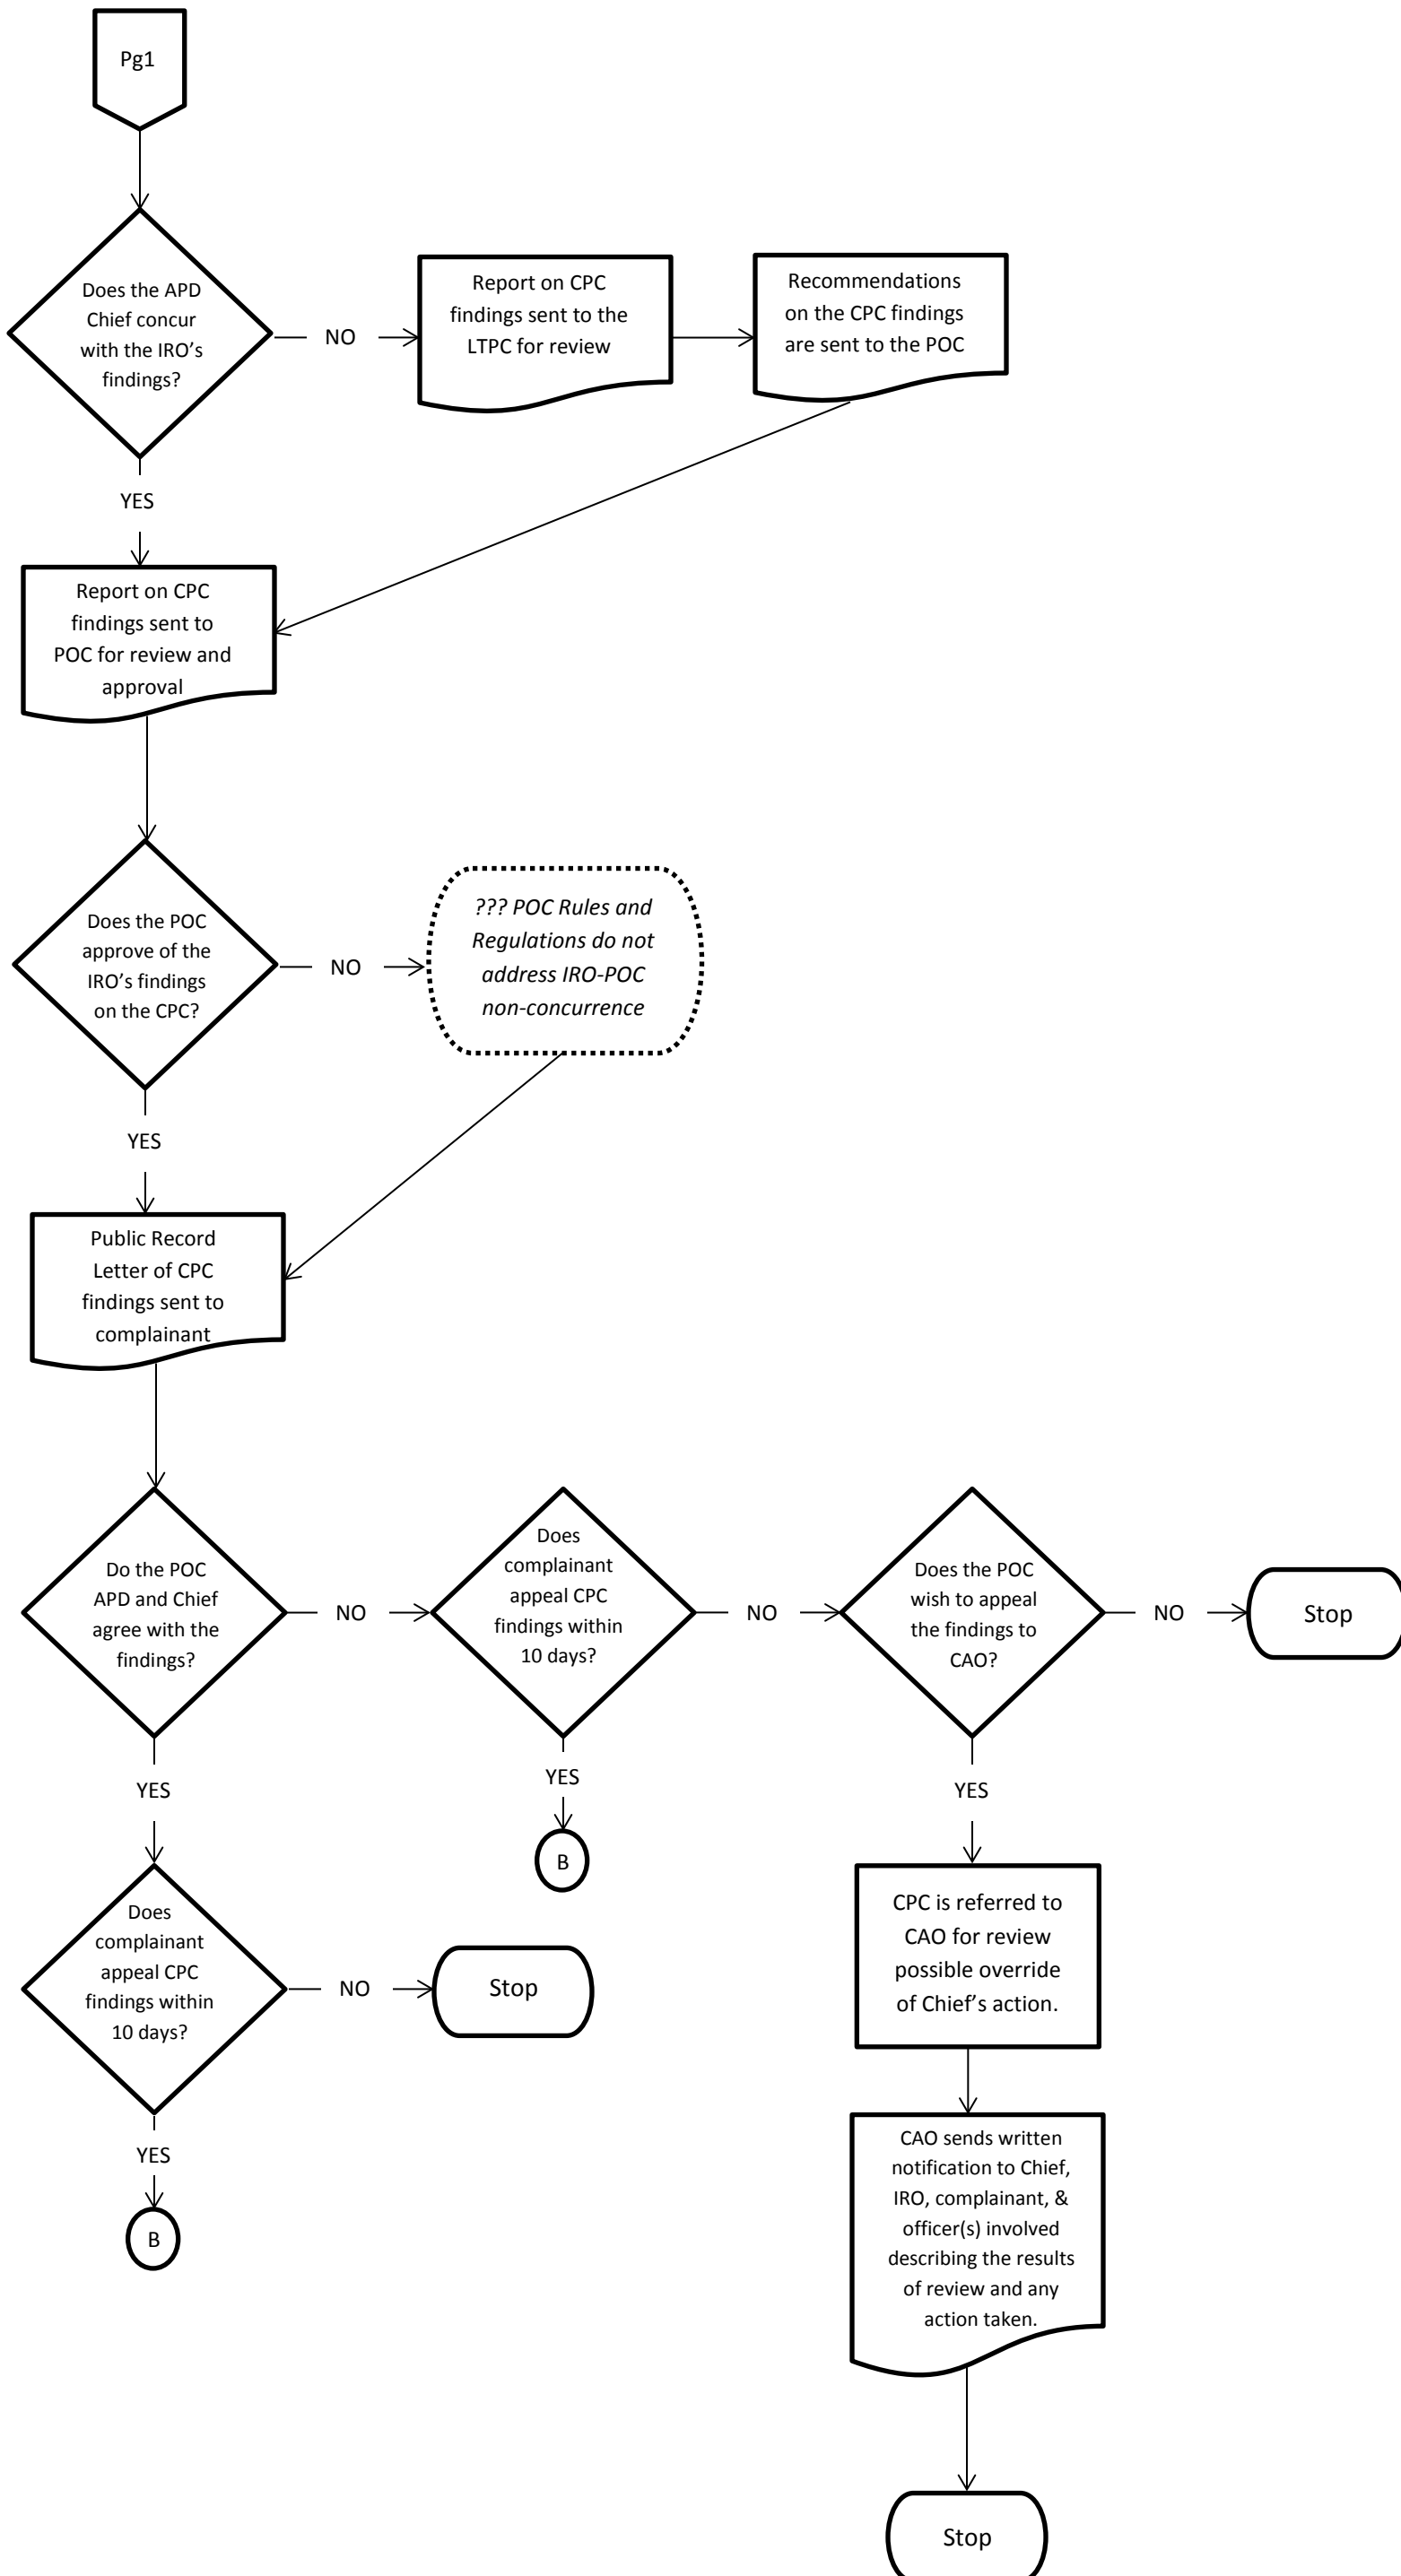 Pg1
Does the APD
Chief concur
with the IRO's
findings?
NO
Report on CPC
findings sent to the
LTPC for review
Recommendations
on the CPC findings
are sent to the POC
YES
Report on CPC
findings sent to
POC for review and
approval
Does the POC
approve of the
IRO's findings
on the CPC?
NO
??? POC Rules and
Regulations do not
address IRO-POC
non-concurrence
YES
Public Record
Letter of CPC
findings sent to
complainant
Do the POC
APD and Chief
agree with the
findings?
NO
Does
complainant
appeal CPC
findings within
10 days?
NO
Does the POC
wish to appeal
the findings to
CAO?
NO
Stop
YES
YES
B
YES
Does
complainant
appeal CPC
findings within
10 days?
NO
Stop
CPC is referred to
CAO for review
possible override
of Chief's action.
YES
B
CAO sends written
notification to Chief,
IRO, complainant, &
officer(s) involved
describing the results
of review and any
action taken.
Stop